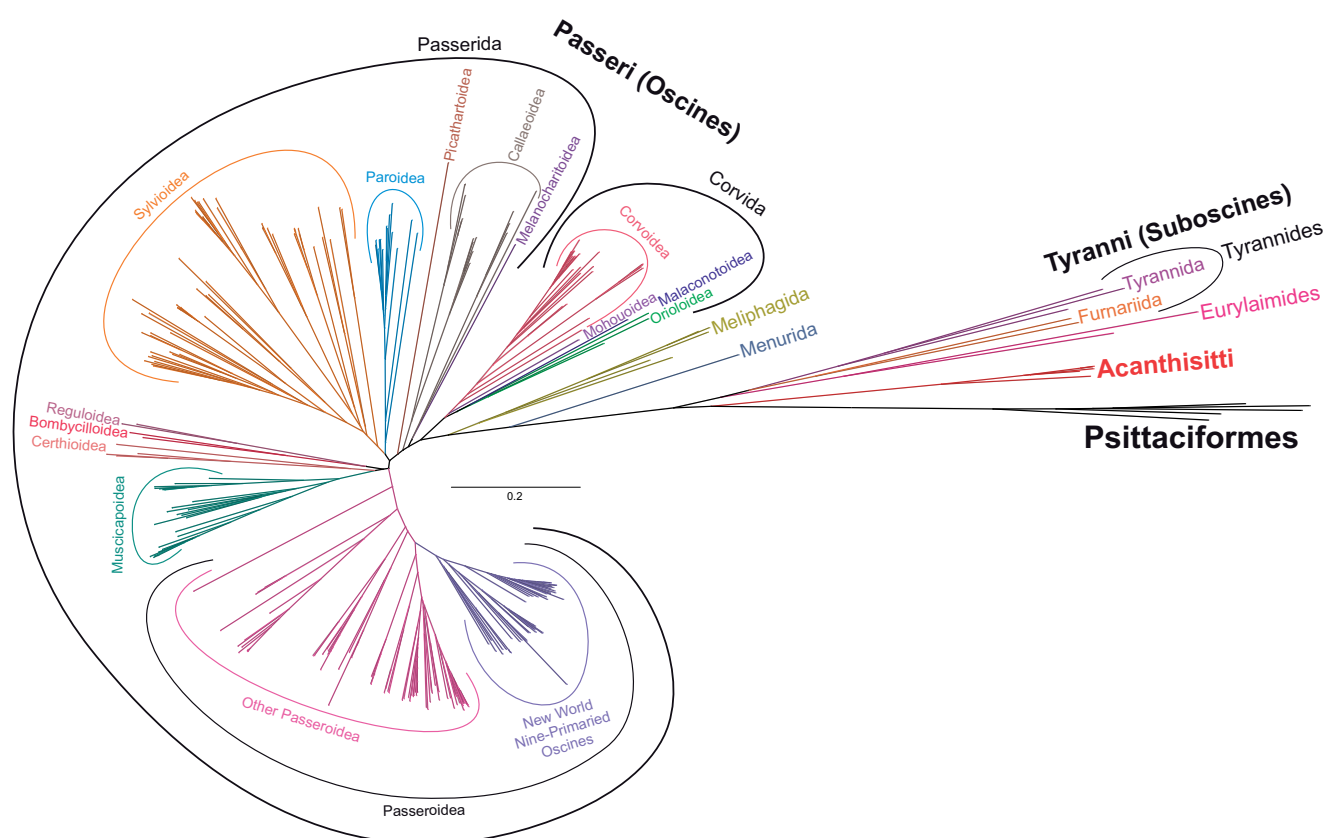 Passerida
Passeri (Oscines)
Picathartoidea
Callaeoidea
Melanocharitoidea
Paroidea
Sylvioidea
Corvida
Corvoidea
Malaconotoidea
Mohouoidea
Orioloidea
Meliphagida
Menurida
Tyranni (Suboscines)
Tyrannides
Tyrannida
Furnariida
Eurylaimides
Acanthisitti
Psittaciformes
Reguloidea
Bombycilloidea
Certhioidea
Muscicapoidea
0.2
Other Passeroidea
New World
Nine-Primaried
Oscines
Passeroidea